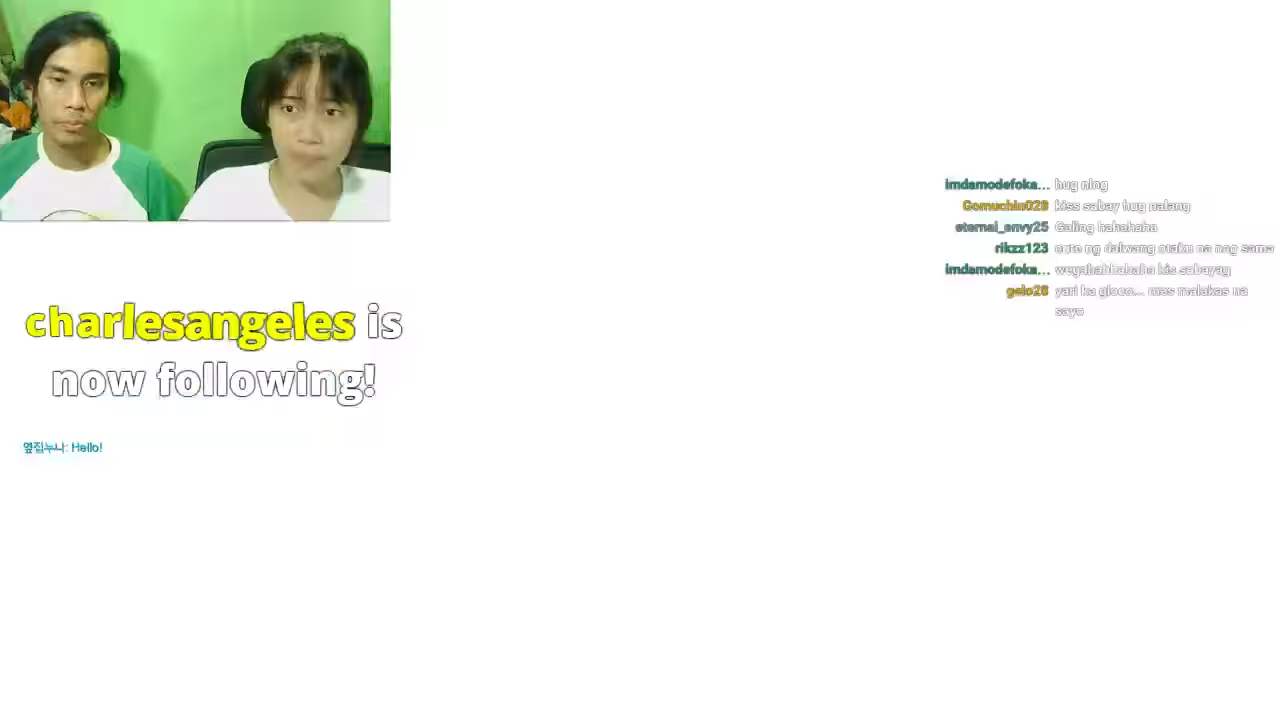 imdamodefoka... hug ning
Gomuchin028 kiss sabay hug nalang
eternal_envy25 Galing hahahaha
rikzz123 cute ng dalwang otaku na nag sama
imdamodefoka... wegahahhahaha kis sabayag
gelo28 yari ka gloco... mas malakas na
sayo
charlesangeles is
now following!
옆집누나: Hello!